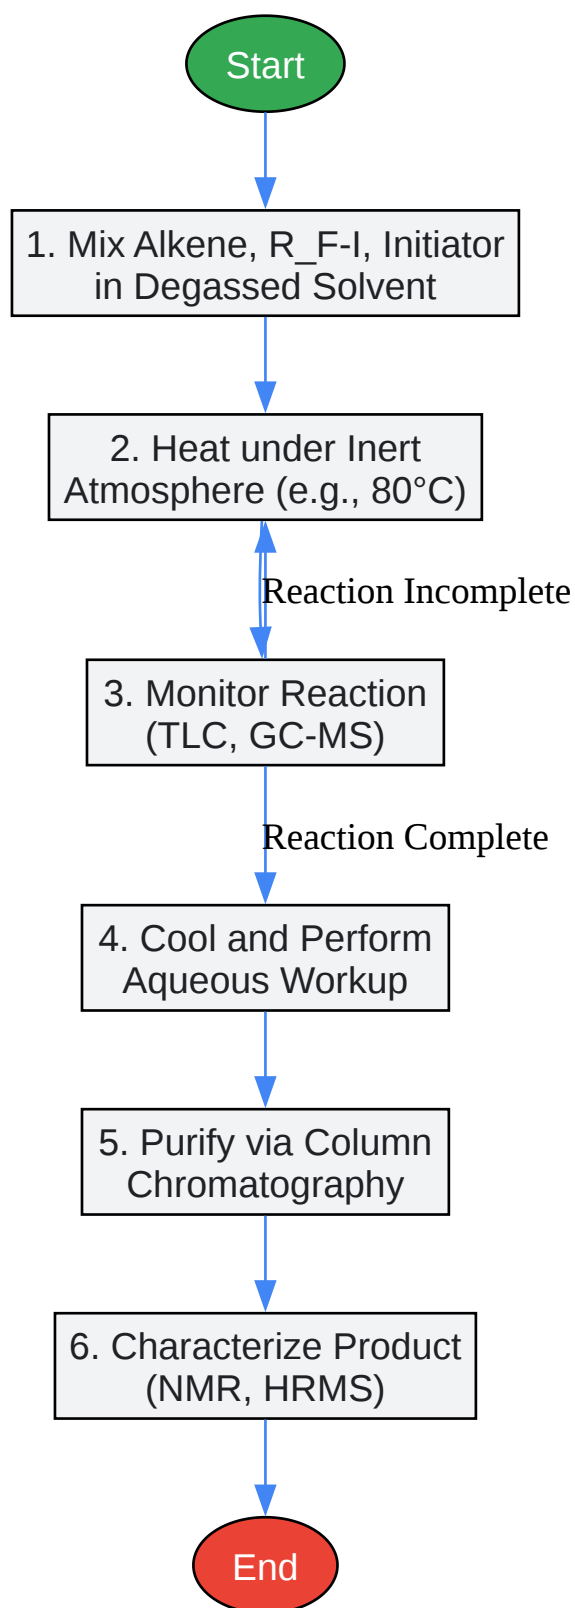 Start
1. Mix Alkene, R_F-I, Initiator
in Degassed Solvent
2. Heat under Inert
Atmosphere (e.g., 80°C)
Reaction Incomplete
3. Monitor Reaction
(TLC, GC-MS)
Reaction Complete
4. Cool and Perform
Aqueous Workup
5. Purify via Column
Chromatography
6. Characterize Product
(NMR, HRMS)
End